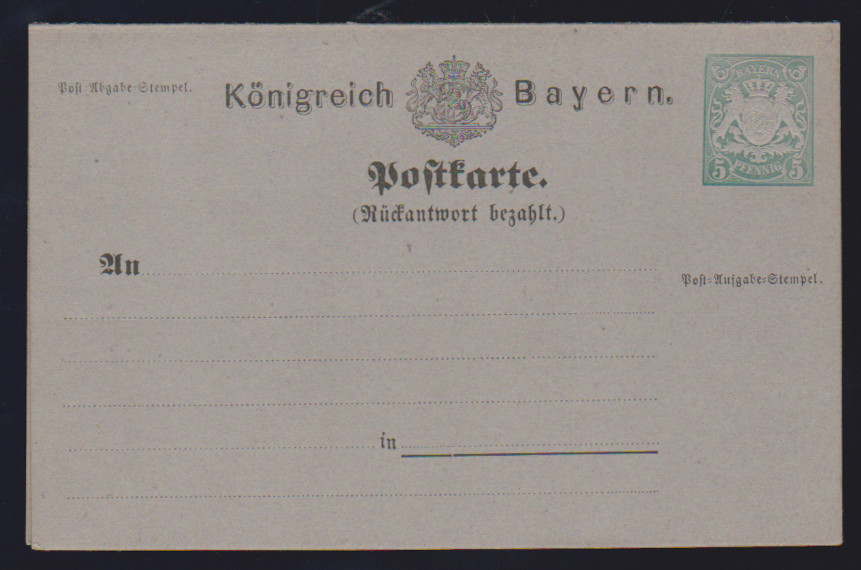 Post Abgabe-Stempel.
Königreich Bayern.
BAYERN
5 PFENNIG 5
Postkarte.
(Rückantwort bezahlt.)
An
Post-Aufgabe-Stempel.
in